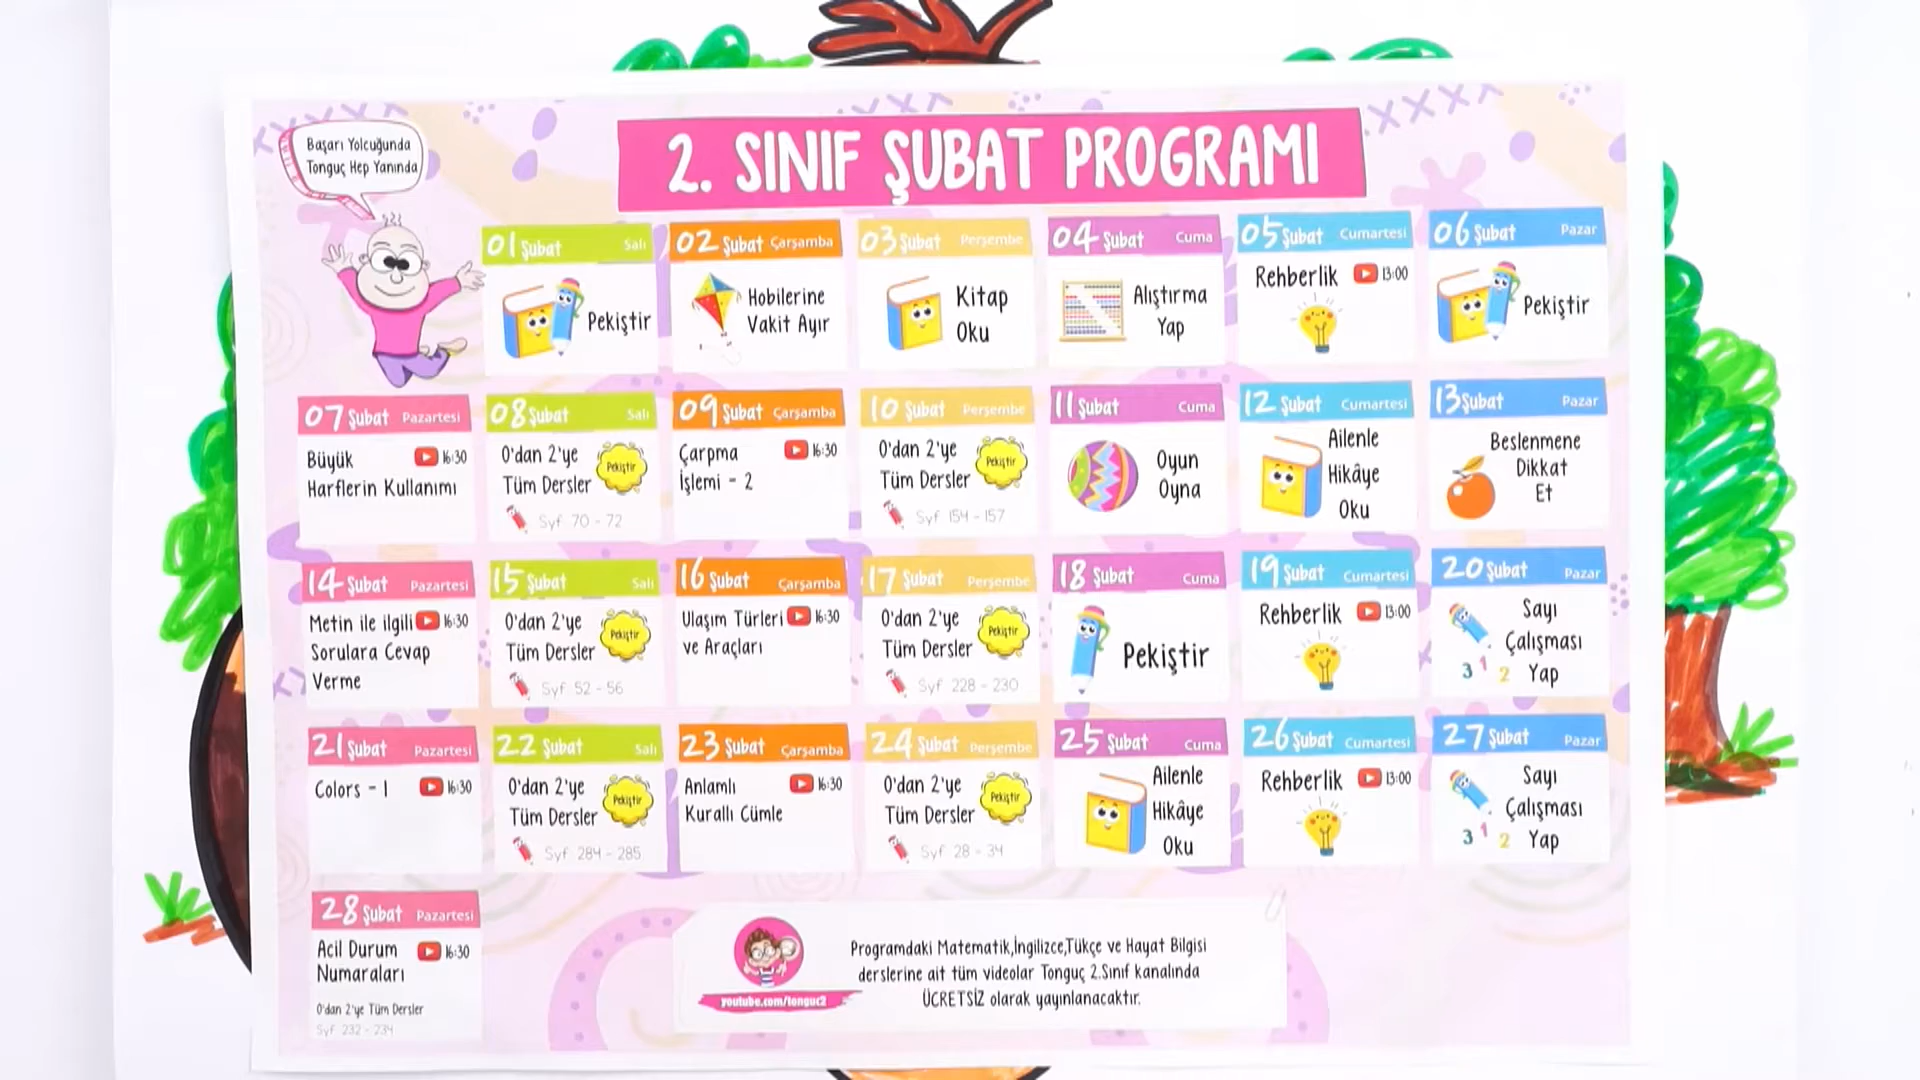 Başarı Yolcuğunda
Tonguç Hep Yanında
2. SINIF ŞUBAT PROGRAMI
01 Şubat Salı
Pekiştir
02 Şubat Çarşamba
Hobilerine
Vakit Ayır
03 Şubat Perşembe
Kitap
Oku
04 Şubat Cuma
Alıştırma
Yap
05 Şubat Cumartesi
Rehberlik 13:00
06 Şubat Pazar
Pekiştir
07 Şubat Pazartesi
Büyük 16:30
Harflerin Kullanımı
08 Şubat Salı
0'dan 2'ye
Tüm Dersler
Pekiştir
Syf 70 - 72
09 Şubat Çarşamba
Çarpma 16:30
İşlemi - 2
10 Şubat Perşembe
0'dan 2'ye
Tüm Dersler
Pekiştir
Syf 154 - 157
11 Şubat Cuma
Oyun
Oyna
12 Şubat Cumartesi
Ailenle
Hikâye
Oku
13 Şubat Pazar
Beslenmene
Dikkat
Et
14 Şubat Pazartesi
Metin ile ilgili 16:30
Sorulara Cevap
Verme
15 Şubat Salı
0'dan 2'ye
Tüm Dersler
Pekiştir
Syf 52 - 56
16 Şubat Çarşamba
Ulaşım Türleri 16:30
ve Araçları
17 Şubat Perşembe
0'dan 2'ye
Tüm Dersler
Pekiştir
Syf 228 - 230
18 Şubat Cuma
Pekiştir
19 Şubat Cumartesi
Rehberlik 13:00
20 Şubat Pazar
Sayı
Çalışması
Yap
3 1 2
21 Şubat Pazartesi
Colors - 1 16:30
22 Şubat Salı
0'dan 2'ye
Tüm Dersler
Pekiştir
Syf 284 - 285
23 Şubat Çarşamba
Anlamlı 16:30
Kurallı Cümle
24 Şubat Perşembe
0'dan 2'ye
Tüm Dersler
Pekiştir
Syf 28 - 34
25 Şubat Cuma
Ailenle
Hikâye
Oku
26 Şubat Cumartesi
Rehberlik 13:00
27 Şubat Pazar
Sayı
Çalışması
Yap
3 1 2
28 Şubat Pazartesi
Acil Durum 16:30
Numaraları
0'dan 2'ye Tüm Dersler
Syf 232 - 234
youtube.com/tonguc2
Programdaki Matematik,İngilizce,Tükçe ve Hayat Bilgisi
derslerine ait tüm videolar Tonguç 2.Sınıf kanalında
ÜCRETSİZ olarak yayınlanacaktır.